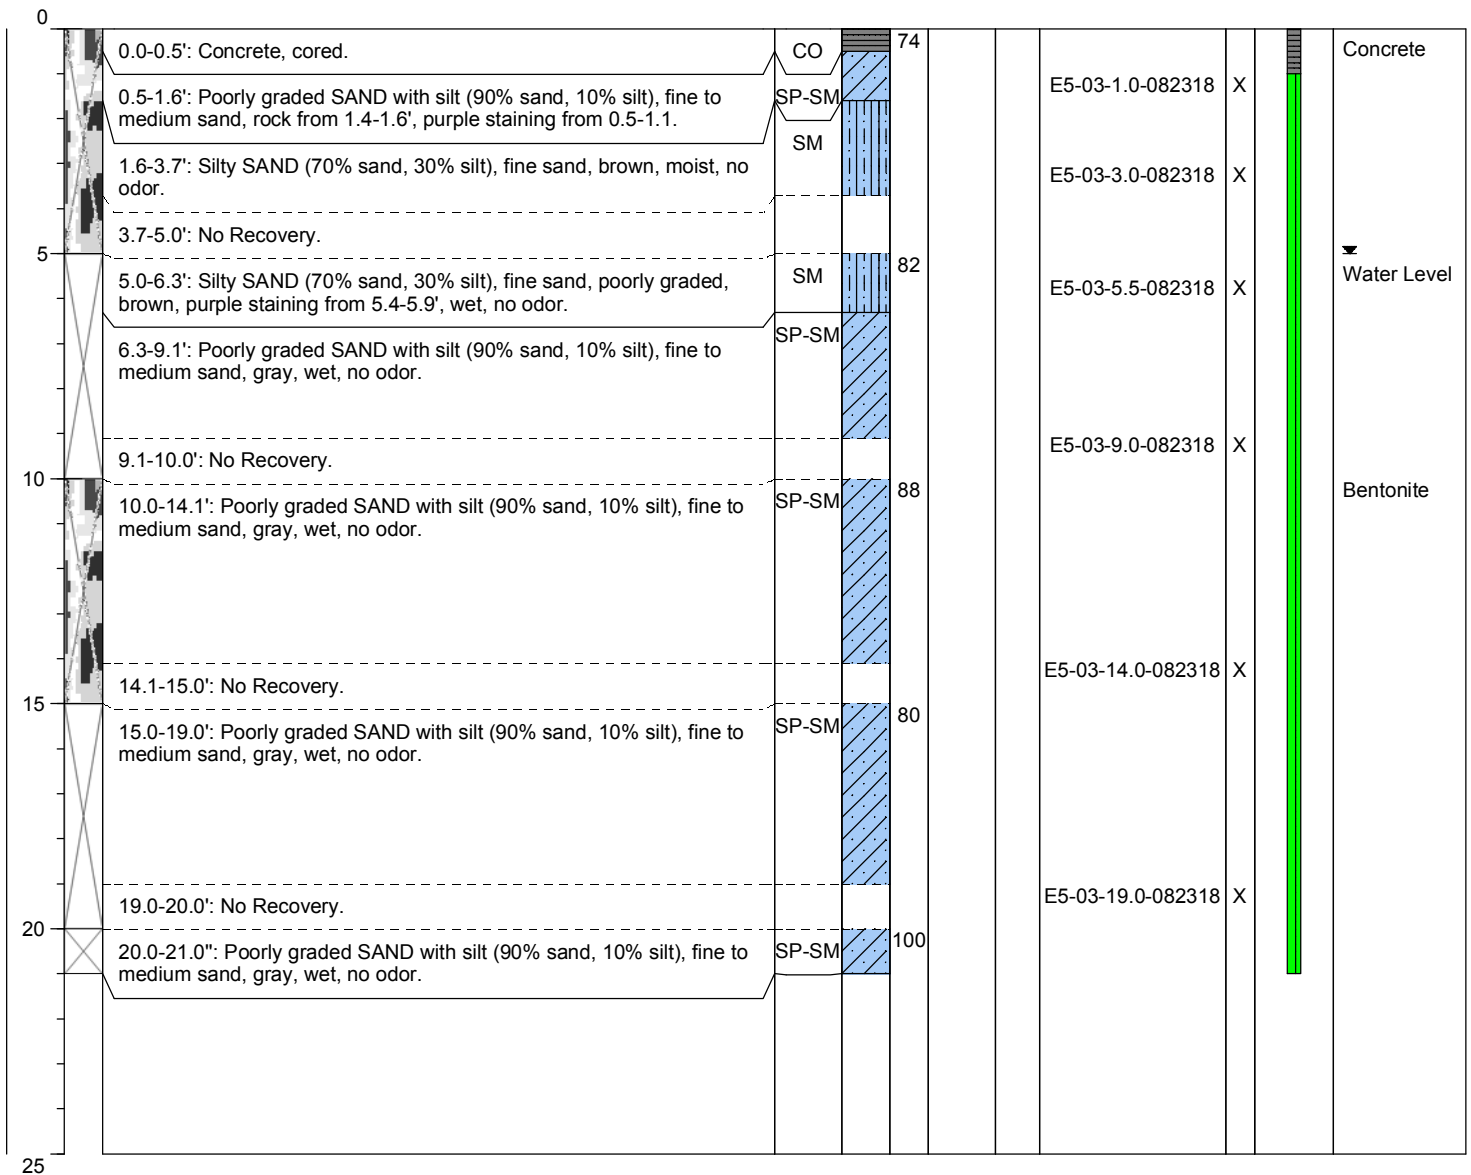 0
0.0-0.5': Concrete, cored.
CO
74
Concrete
0.5-1.6': Poorly graded SAND with silt (90% sand, 10% silt), fine to
medium sand, rock from 1.4-1.6', purple staining from 0.5-1.1.
SP-SM
E5-03-1.0-082318 X
1.6-3.7': Silty SAND (70% sand, 30% silt), fine sand, brown, moist, no
odor.
SM
E5-03-3.0-082318 X
3.7-5.0': No Recovery.
5
5.0-6.3': Silty SAND (70% sand, 30% silt), fine sand, poorly graded,
brown, purple staining from 5.4-5.9', wet, no odor.
SM
82
E5-03-5.5-082318 X
Water Level
6.3-9.1': Poorly graded SAND with silt (90% sand, 10% silt), fine to
medium sand, gray, wet, no odor.
SP-SM
9.1-10.0': No Recovery.
E5-03-9.0-082318 X
10
10.0-14.1': Poorly graded SAND with silt (90% sand, 10% silt), fine to
medium sand, gray, wet, no odor.
SP-SM
88
Bentonite
14.1-15.0': No Recovery.
E5-03-14.0-082318 X
15
15.0-19.0': Poorly graded SAND with silt (90% sand, 10% silt), fine to
medium sand, gray, wet, no odor.
SP-SM
80
19.0-20.0': No Recovery.
E5-03-19.0-082318 X
20
20.0-21.0": Poorly graded SAND with silt (90% sand, 10% silt), fine to
medium sand, gray, wet, no odor.
SP-SM
100
25